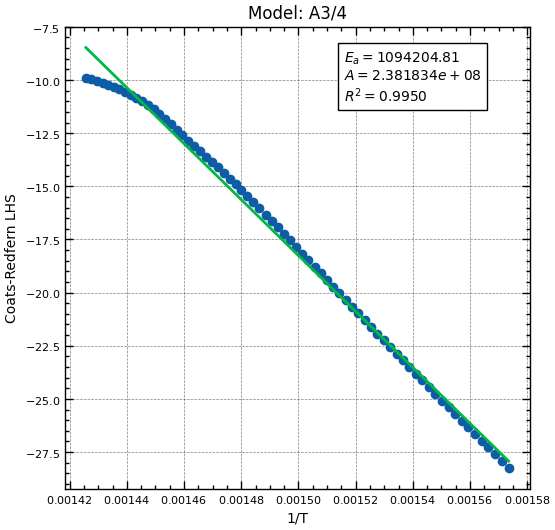 Model: A3/4
E_a = 1094204.81
A = 2.381834e + 08
R^2 = 0.9950
Coats-Redfern LHS
−7.5
−10.0
−12.5
−15.0
−17.5
−20.0
−22.5
−25.0
−27.5
0.00142 0.00144 0.00146 0.00148 0.00150 0.00152 0.00154 0.00156 0.00158
1/T